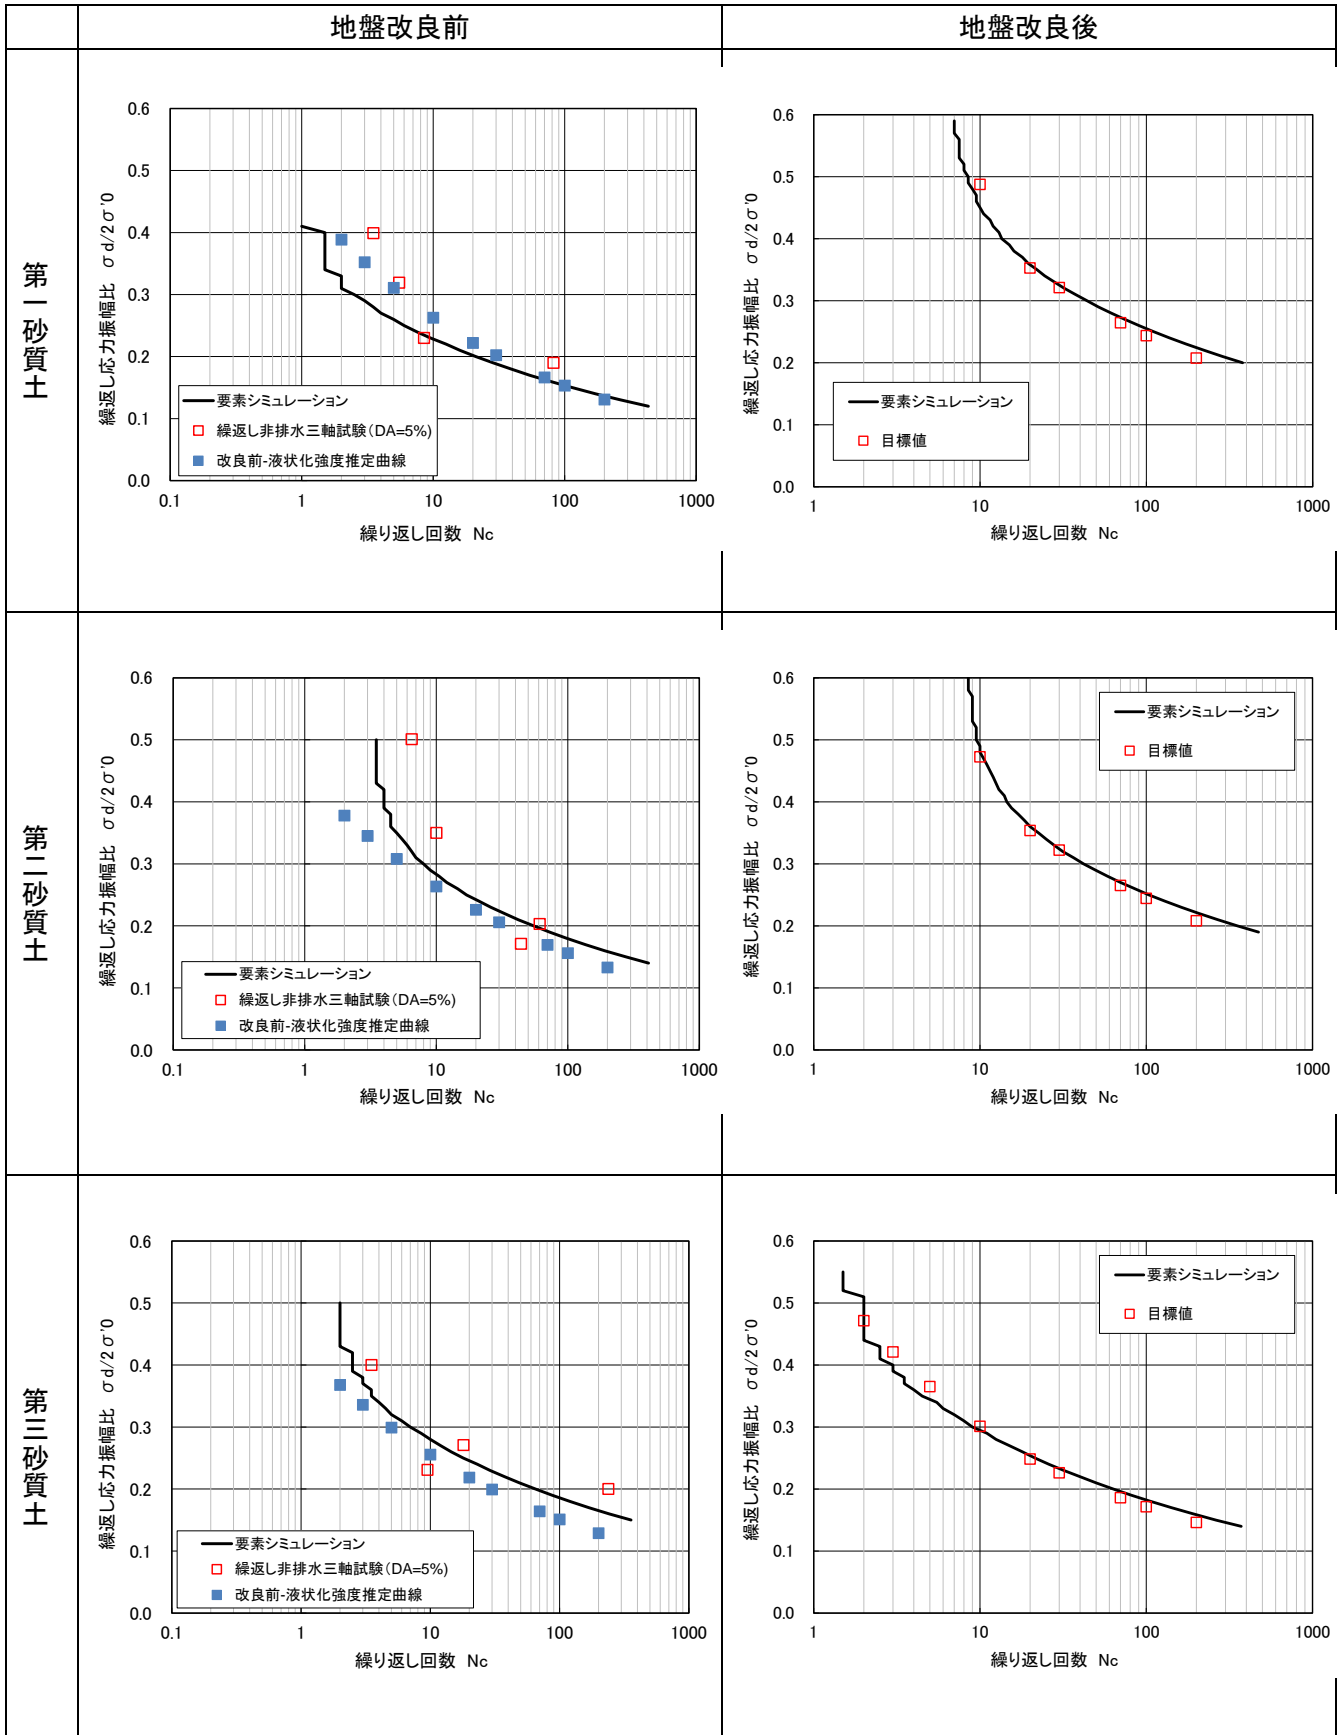 地盤改良前
地盤改良後
第一砂質土
繰返し応力振幅比 σd/2σ'0
0.6
0.5
0.4
0.3
0.2
0.1
0.0
要素シミュレーション
繰返し非排水三軸試験(DA=5%)
改良前-液状化強度推定曲線
0.1 1 10 100 1000
繰り返し回数 Nc
繰返し応力振幅比 σd/2σ'0
0.6
0.5
0.4
0.3
0.2
0.1
0.0
要素シミュレーション
目標値
1 10 100 1000
繰り返し回数 Nc
第二砂質土
繰返し応力振幅比 σd/2σ'0
0.6
0.5
0.4
0.3
0.2
0.1
0.0
要素シミュレーション
繰返し非排水三軸試験(DA=5%)
改良前-液状化強度推定曲線
0.1 1 10 100 1000
繰り返し回数 Nc
繰返し応力振幅比 σd/2σ'0
0.6
0.5
0.4
0.3
0.2
0.1
0.0
要素シミュレーション
目標値
1 10 100 1000
繰り返し回数 Nc
第三砂質土
繰返し応力振幅比 σd/2σ'0
0.6
0.5
0.4
0.3
0.2
0.1
0.0
要素シミュレーション
繰返し非排水三軸試験(DA=5%)
改良前-液状化強度推定曲線
0.1 1 10 100 1000
繰り返し回数 Nc
繰返し応力振幅比 σd/2σ'0
0.6
0.5
0.4
0.3
0.2
0.1
0.0
要素シミュレーション
目標値
1 10 100 1000
繰り返し回数 Nc